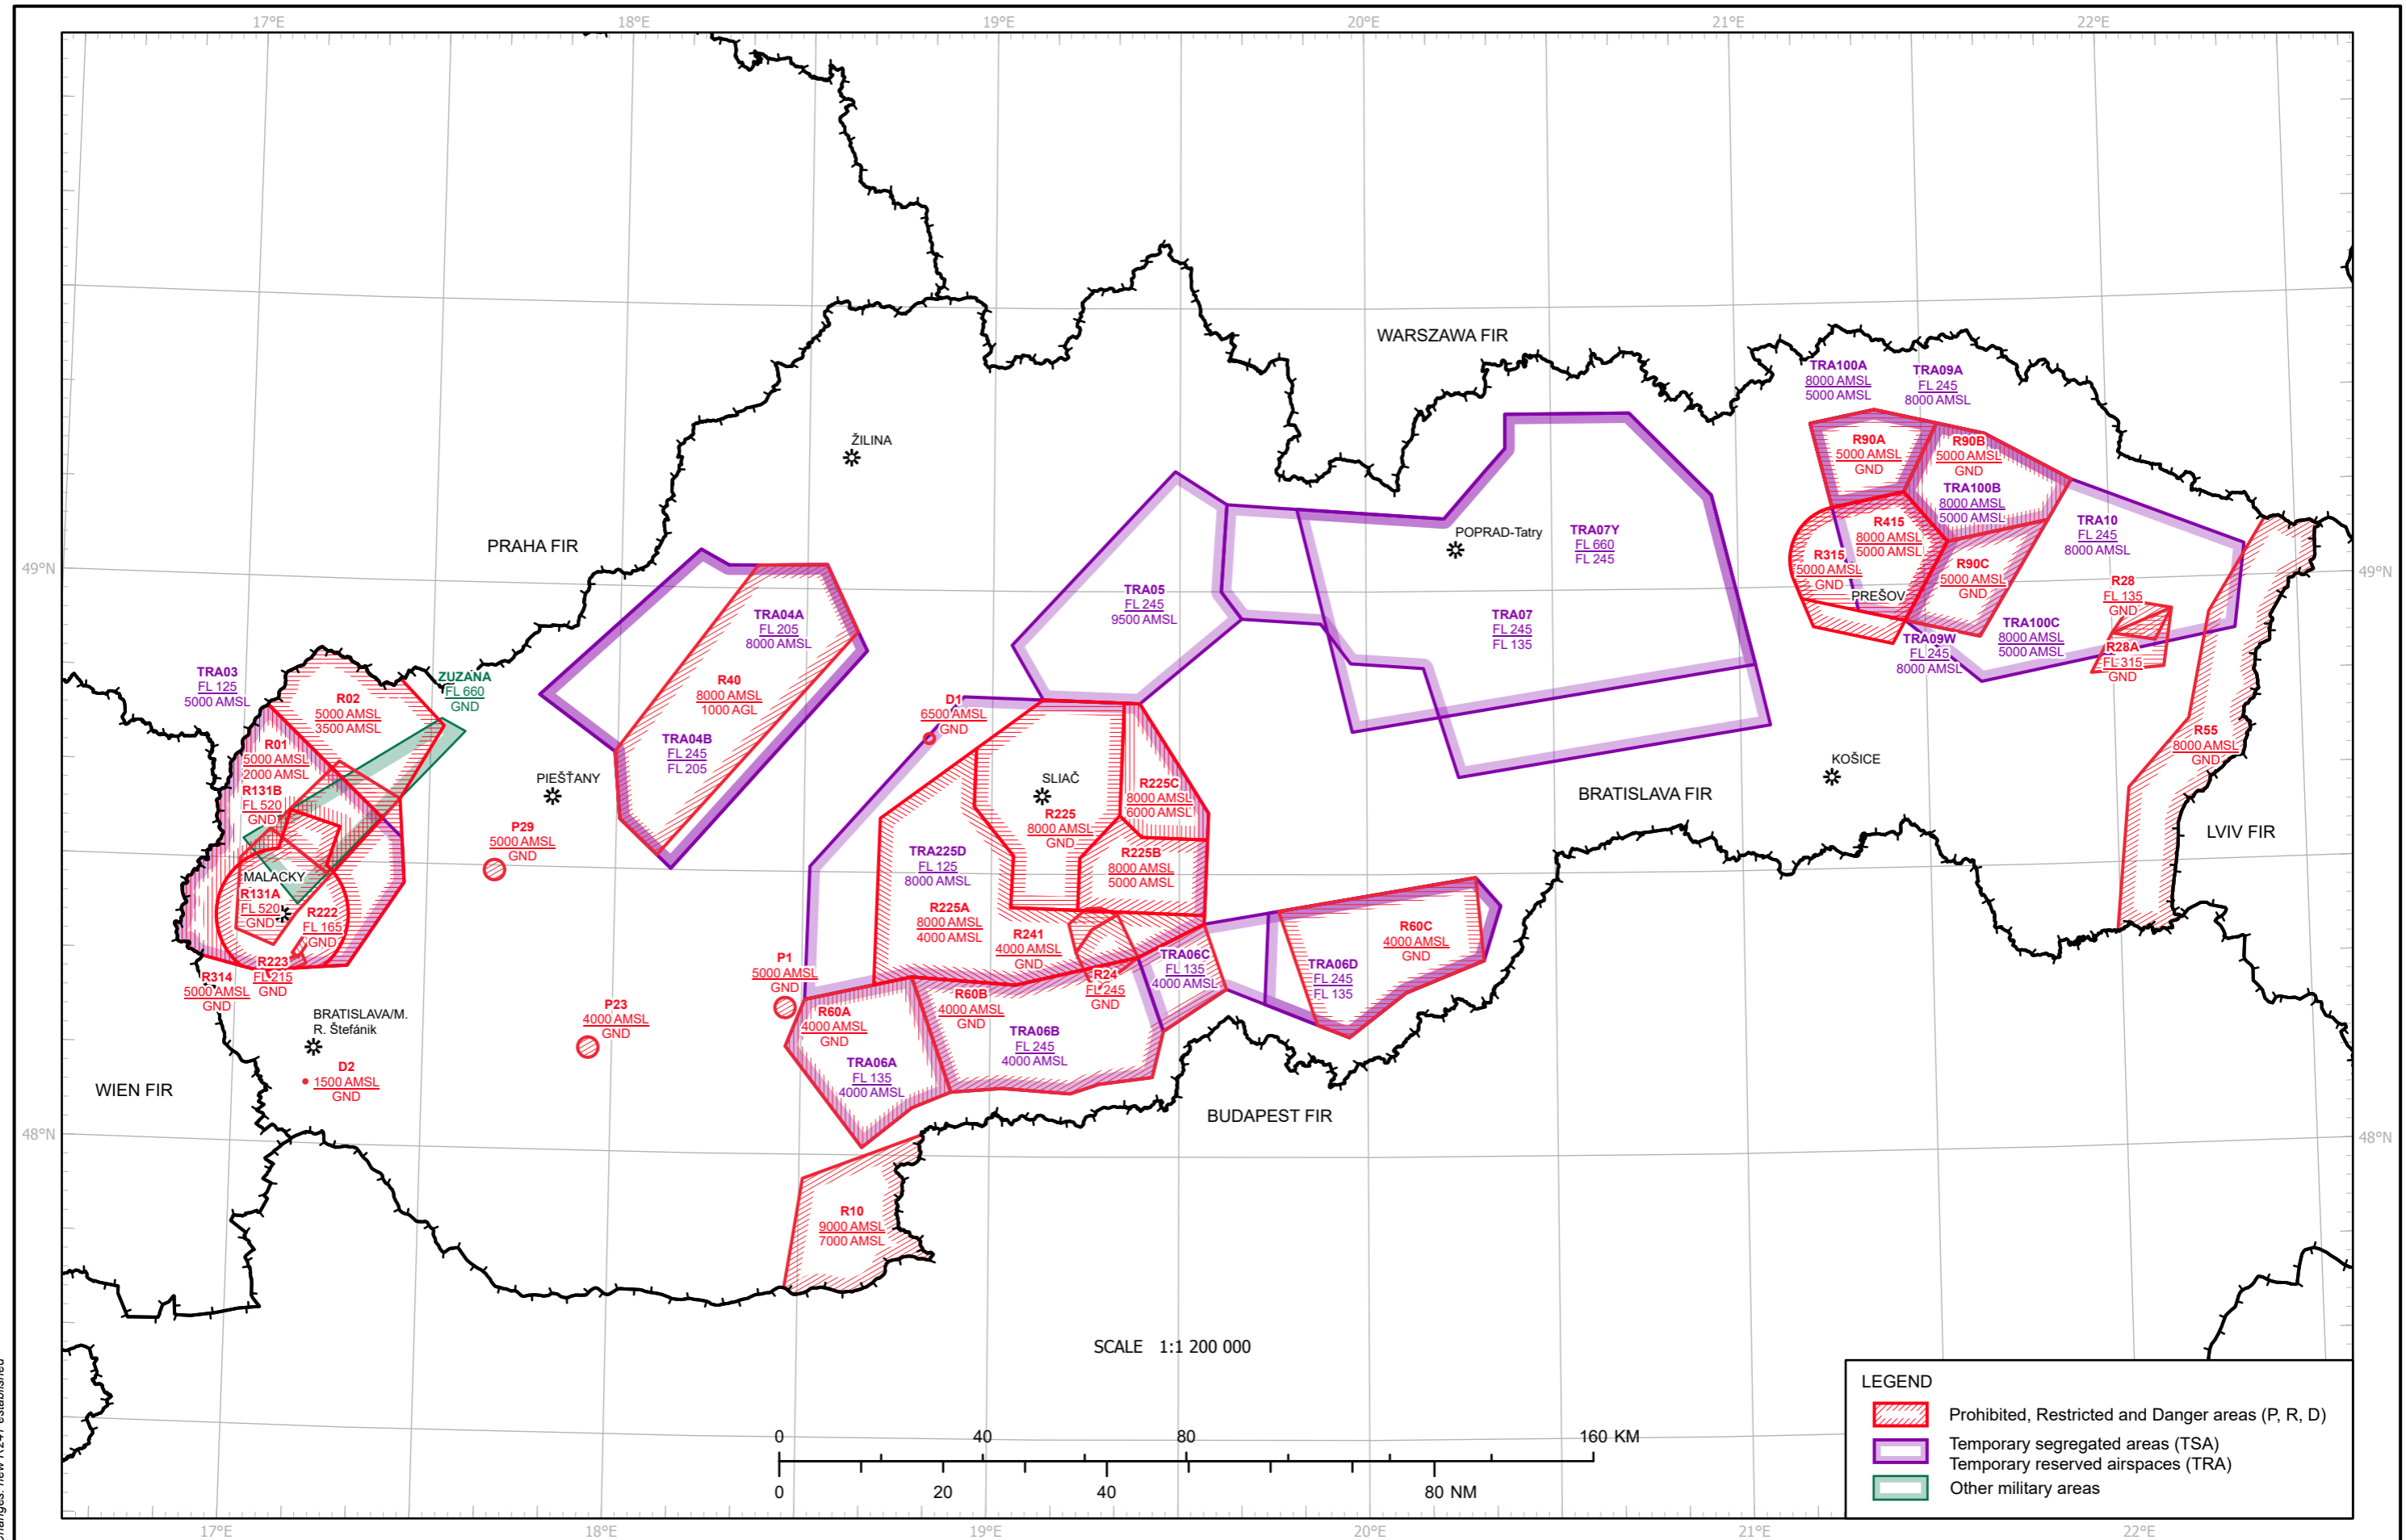 17°E
18°E
19°E
20°E
21°E
22°E
WARSZAWA FIR
TRA100A
8000 AMSL
5000 AMSL
TRA09A
FL 245
8000 AMSL
ŽILINA
R90A
5000 AMSL
GND
R90B
5000 AMSL
GND
TRA100B
8000 AMSL
5000 AMSL
POPRAD-Tatry
TRA07Y
FL 660
FL 245
R415
8000 AMSL
5000 AMSL
TRA10
FL 245
8000 AMSL
PRAHA FIR
49°N
49°N
R315
5000 AMSL
GND
R90C
5000 AMSL
GND
PREŠOV
R28
FL 135
GND
TRA05
FL 245
9500 AMSL
TRA04A
FL 205
8000 AMSL
TRA07
FL 245
FL 135
TRA100C
8000 AMSL
5000 AMSL
TRA09W
FL 245
8000 AMSL
R28A
FL 315
GND
TRA03
FL 125
5000 AMSL
ZUZANA
FL 660
GND
R02
5000 AMSL
3500 AMSL
R40
8000 AMSL
1000 AGL
D1
6500 AMSL
GND
R01
5000 AMSL
2000 AMSL
TRA04B
FL 245
FL 205
R55
8000 AMSL
GND
KOŠICE
PIEŠŤANY
SLIAČ
R225C
8000 AMSL
6000 AMSL
R131B
FL 520
GND
BRATISLAVA FIR
R225
8000 AMSL
GND
P29
5000 AMSL
GND
LVIV FIR
TRA225D
FL 125
8000 AMSL
R225B
8000 AMSL
5000 AMSL
MALACKY
R131A
FL 520
GND
R222
FL 165
GND
R225A
8000 AMSL
4000 AMSL
R241
4000 AMSL
GND
R60C
4000 AMSL
GND
R223
FL 215
GND
R314
5000 AMSL
GND
P1
5000 AMSL
GND
TRA06C
FL 135
4000 AMSL
TRA06D
FL 245
FL 135
R24
FL 245
GND
R60B
4000 AMSL
GND
P23
4000 AMSL
GND
R60A
4000 AMSL
GND
BRATISLAVA/M.
R. Štefánik
TRA06B
FL 245
4000 AMSL
TRA06A
FL 135
4000 AMSL
D2
1500 AMSL
GND
WIEN FIR
BUDAPEST FIR
48°N
48°N
R10
9000 AMSL
7000 AMSL
SCALE 1:1 200 000
0 40 80 160 KM
0 20 40 80 NM
LEGEND
Prohibited, Restricted and Danger areas (P, R, D)
Temporary segregated areas (TSA)
Temporary reserved airspaces (TRA)
Other military areas
17°E
18°E
19°E
20°E
21°E
22°E